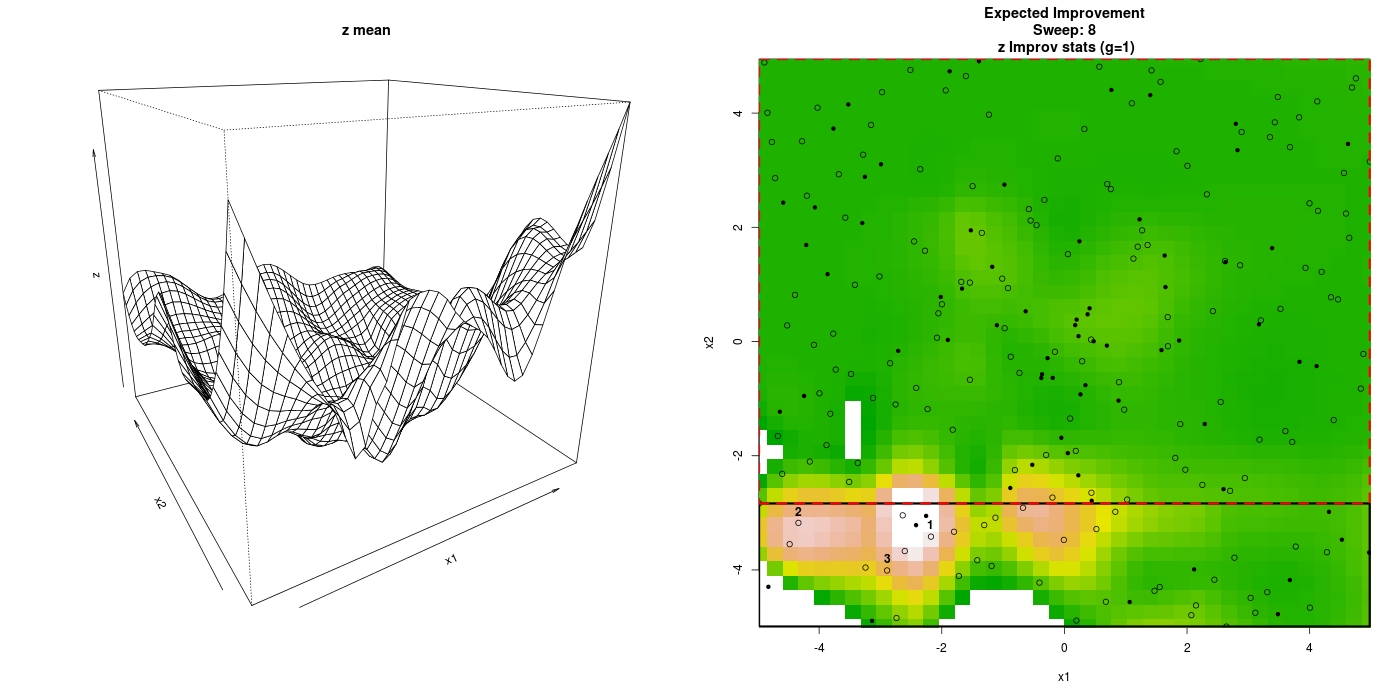 z mean
z
x2
x1
Expected Improvement
Sweep: 8
z Improv stats (g=1)
4
2
0
-2
-4
x2
2
1
3
-4
-2
0
2
4
x1